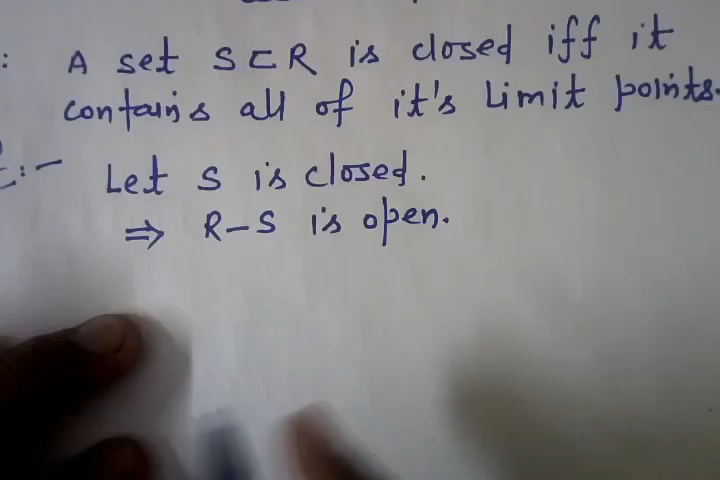 : A set S⊂R is closed iff it
contains all of it's Limit points.
:- Let S is closed.
⇒ R-S is open.